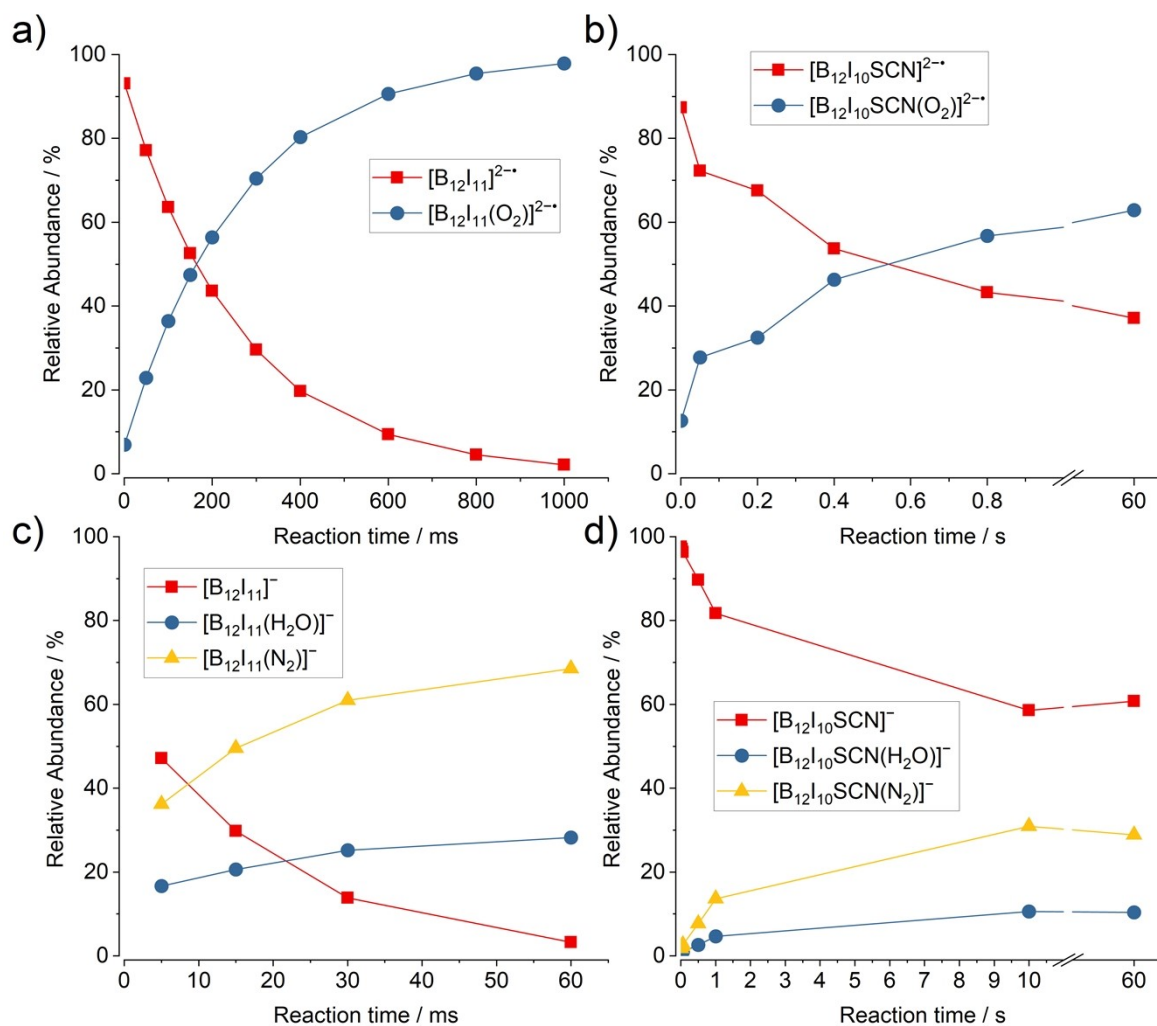 a)
Relative Abundance / %
100
80
60
40
20
0
[B₁₂I₁₁]²⁻•
[B₁₂I₁₁(O₂)]²⁻•
0 200 400 600 800 1000
Reaction time / ms
b)
Relative Abundance / %
100
80
60
40
20
0
[B₁₂I₁₀SCN]²⁻•
[B₁₂I₁₀SCN(O₂)]²⁻•
0.0 0.2 0.4 0.6 0.8 60
Reaction time / s
c)
Relative Abundance / %
100
80
60
40
20
0
[B₁₂I₁₁]⁻
[B₁₂I₁₁(H₂O)]⁻
[B₁₂I₁₁(N₂)]⁻
0 10 20 30 40 50 60
Reaction time / ms
d)
Relative Abundance / %
100
80
60
40
20
0
[B₁₂I₁₀SCN]⁻
[B₁₂I₁₀SCN(H₂O)]⁻
[B₁₂I₁₀SCN(N₂)]⁻
0 1 2 3 4 5 6 7 8 9 10 60
Reaction time / s